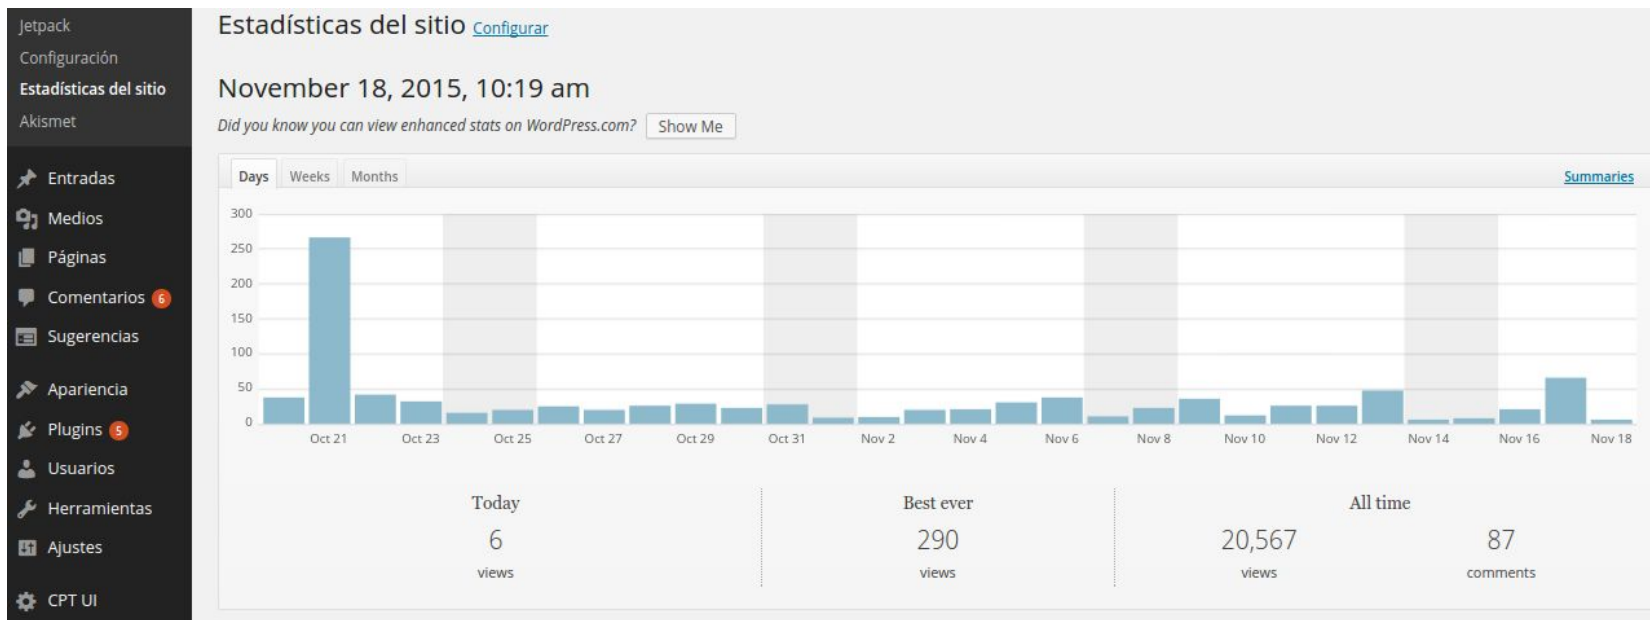 Jetpack
Configuración
Estadísticas del sitio
Akismet
Entradas
Medios
Páginas
Comentarios 6
Sugerencias
Apariencia
Plugins 5
Usuarios
Herramientas
Ajustes
CPT UI
Estadísticas del sitio Configurar
November 18, 2015, 10:19 am
Did you know you can view enhanced stats on WordPress.com? Show Me
Days Weeks Months Summaries
300
250
200
150
100
50
0
Oct 21 Oct 23 Oct 25 Oct 27 Oct 29 Oct 31 Nov 2 Nov 4 Nov 6 Nov 8 Nov 10 Nov 12 Nov 14 Nov 16 Nov 18
Today Best ever All time
6 290 20,567 87
views views views comments